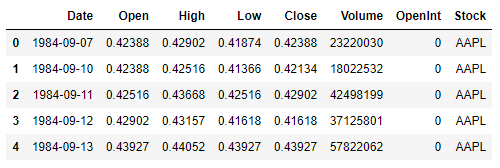 Date Open High Low Close Volume OpenInt Stock
0 1984-09-07 0.42388 0.42902 0.41874 0.42388 23220030 0 AAPL
1 1984-09-10 0.42388 0.42516 0.41366 0.42134 18022532 0 AAPL
2 1984-09-11 0.42516 0.43668 0.42516 0.42902 42498199 0 AAPL
3 1984-09-12 0.42902 0.43157 0.41618 0.41618 37125801 0 AAPL
4 1984-09-13 0.43927 0.44052 0.43927 0.43927 57822062 0 AAPL